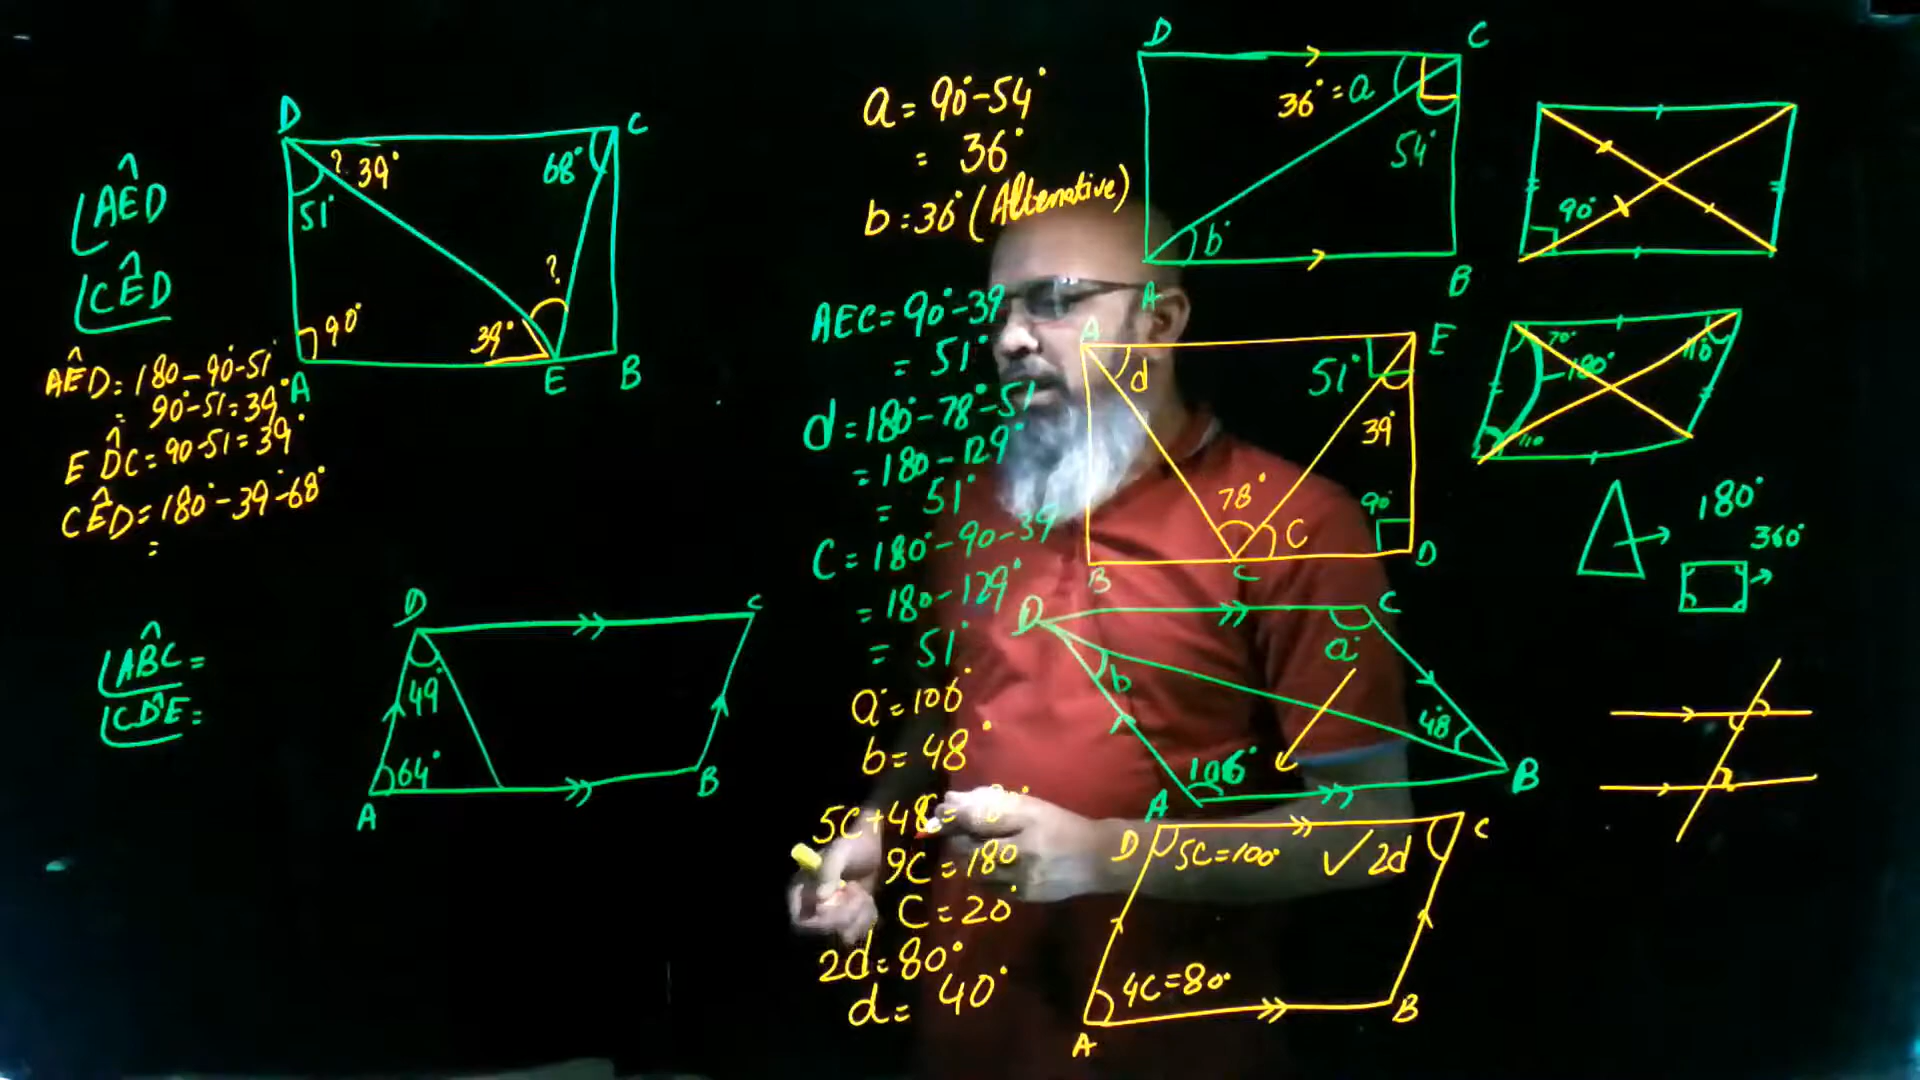 D
C
? 39°
68°
51°
AÊD
CÊD
?
90°
39°
A
E
B
AÊD = 180 - 90° - 51°
= 90° - 51 = 39°
ED̂C = 90 - 51 = 39°
CÊD = 180° - 39 - 68°
=
D
C
AB̂C =
CD̂E =
49°
64°
B
A
a = 90° - 54°
= 36°
b = 36° (Alternative)
AEC = 90° - 39
= 51°
d = 180° - 78° - 51
= 180 - 129°
= 51°
C = 180° - 90 - 39
= 180 - 129°
= 51°
a = 106°
b = 48°
9C = 180
C = 20°
2d = 80°
d = 40°
D
C
36° = a
54°
b
A
B
A
E
d
51°
39°
78°
C
90°
B
C
D
D
C
a
b
48°
106°
A
B
D
C
5C = 100°
2d
4C = 80°
A
B
90°
70°
180°
110°
110
180°
360°